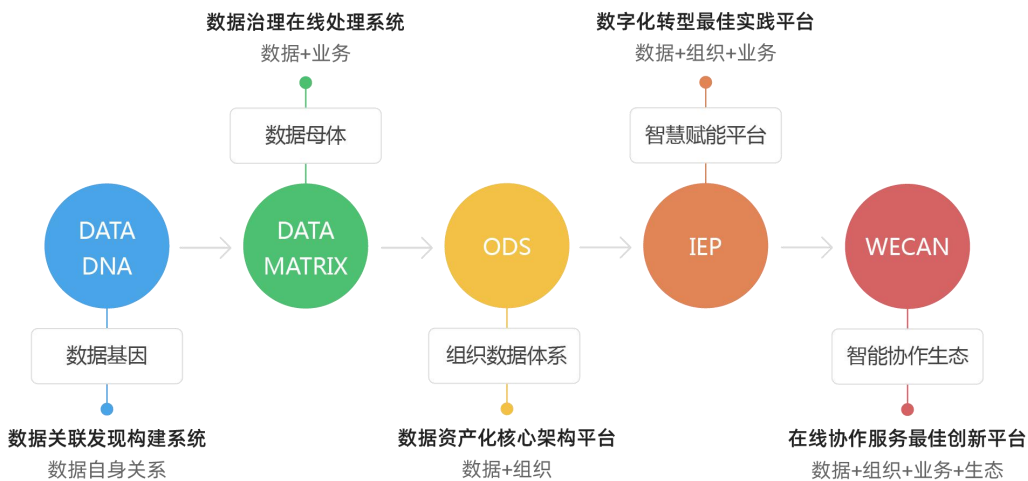 数据治理在线处理系统
数据+业务
数字化转型最佳实践平台
数据+组织+业务
数据母体
智慧赋能平台
DATA
DNA
DATA
MATRIX
ODS
IEP
WECAN
数据基因
组织数据体系
智能协作生态
数据关联发现构建系统
数据自身关系
数据资产化核心架构平台
数据+组织
在线协作服务最佳创新平台
数据+组织+业务+生态